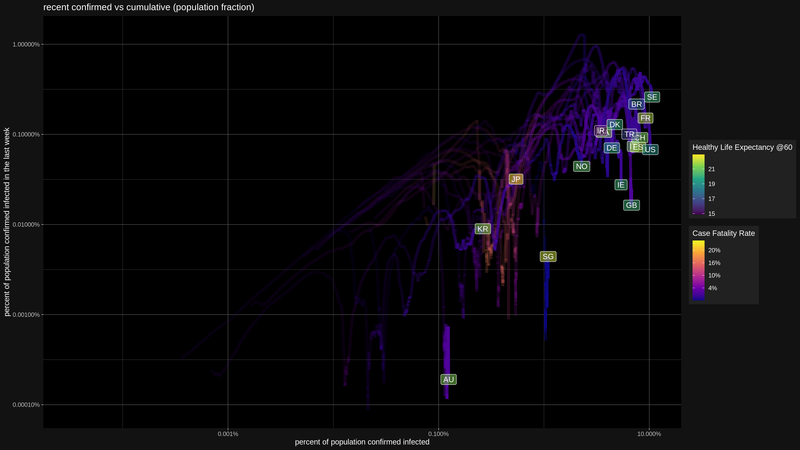 recent confirmed vs cumulative (population fraction)
percent of population confirmed infected in the last week
1.00000%
0.10000%
0.01000%
0.00100%
0.00010%
SE
BR
FR
DK
IR
TR
CH
ES
US
DE
NO
IE
GB
JP
KR
SG
AU
0.001%
0.100%
10.000%
percent of population confirmed infected
Healthy Life Expectancy @60
21
19
17
15
Case Fatality Rate
20%
16%
10%
4%